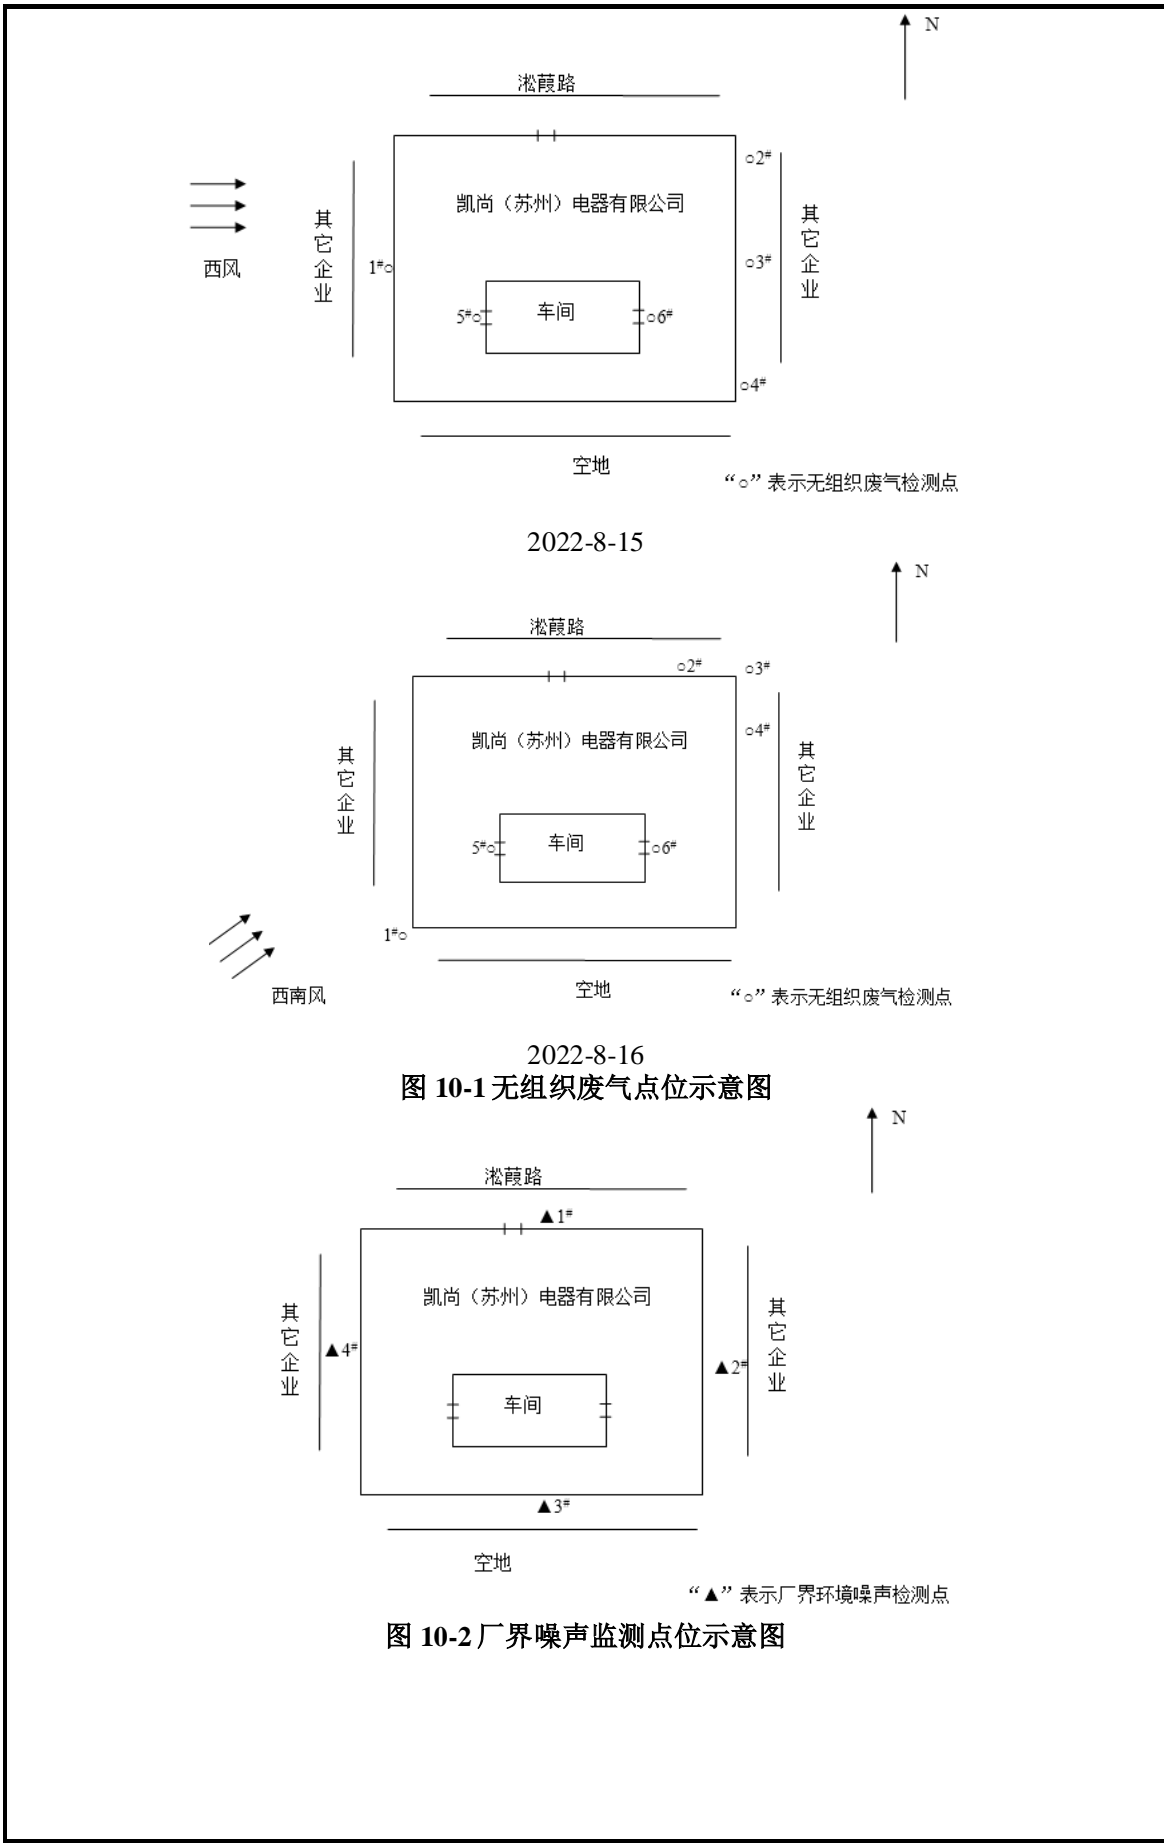 N
淞葭路
○2#
凯尚（苏州）电器有限公司
其它企业
其它企业
西风
1#○
○3#
5#○
车间
○6#
○4#
空地
“○”表示无组织废气检测点
2022-8-15
N
淞葭路
○2#
○3#
凯尚（苏州）电器有限公司
○4#
其它企业
其它企业
5#○
车间
○6#
1#○
西南风
空地
“○”表示无组织废气检测点
2022-8-16
图 10-1 无组织废气点位示意图
N
淞葭路
▲1#
凯尚（苏州）电器有限公司
其它企业
其它企业
▲4#
▲2#
车间
▲3#
空地
“▲”表示厂界环境噪声检测点
图 10-2 厂界噪声监测点位示意图